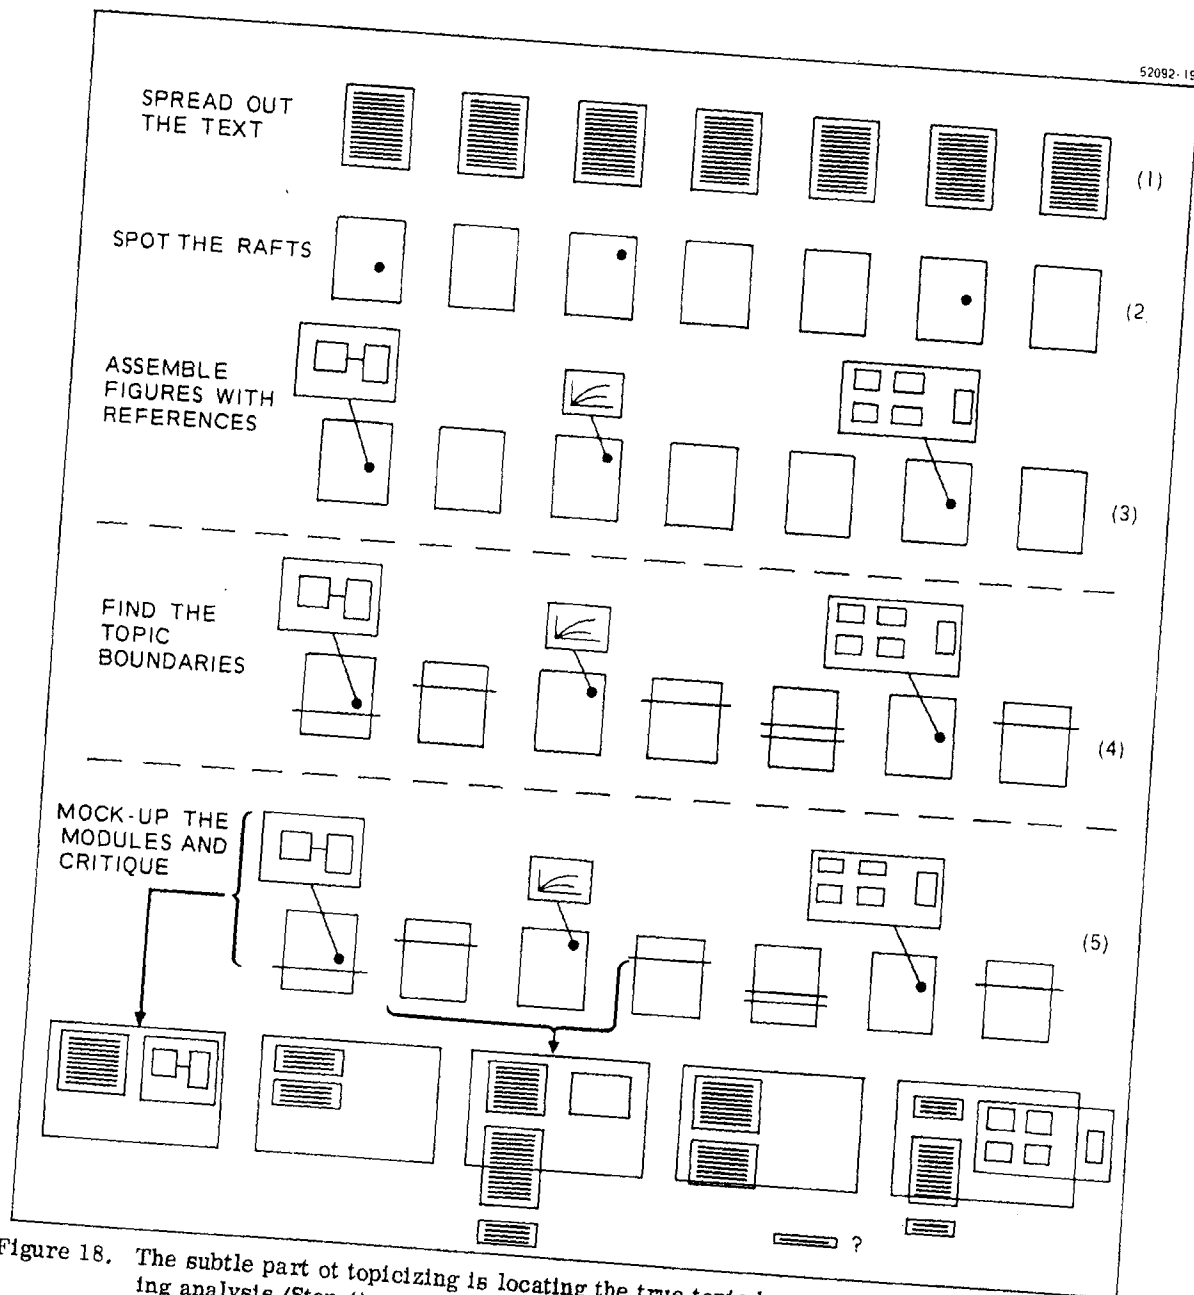 52092-19
SPREAD OUT
THE TEXT
(1)
SPOT THE RAFTS
(2
ASSEMBLE
FIGURES WITH
REFERENCES
(3)
FIND THE
TOPIC
BOUNDARIES
(4)
MOCK-UP THE
MODULES AND
CRITIQUE
(5)
?
Figure 18. The subtle part of topicizing is locating the true
ing analysis